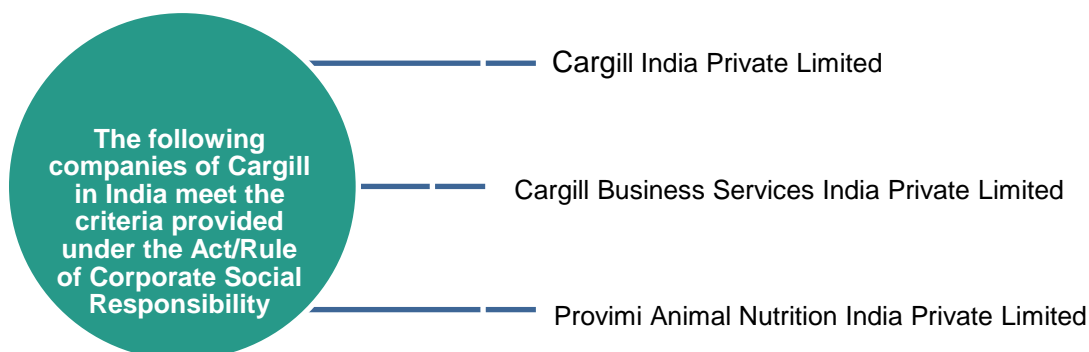 The following
companies of Cargill
in India meet the
criteria provided
under the Act/Rule
of Corporate Social
Responsibility
Cargill India Private Limited
Cargill Business Services India Private Limited
Provimi Animal Nutrition India Private Limited